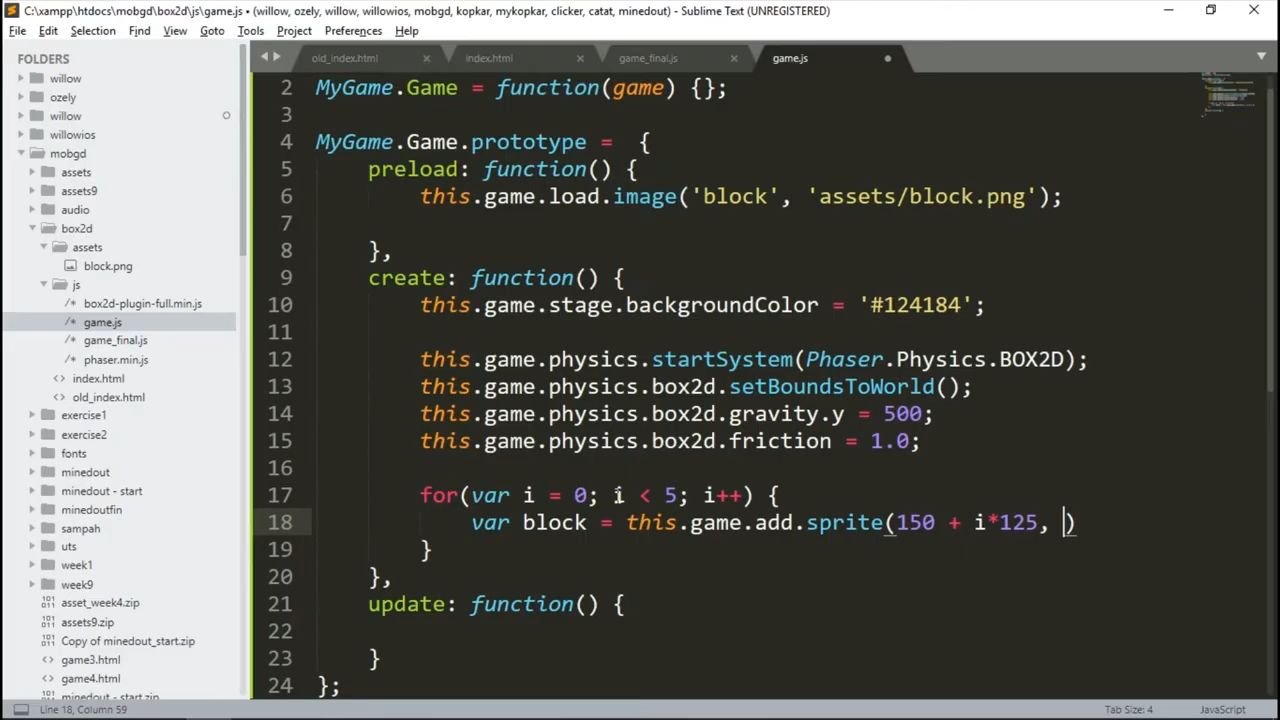 C:\xampp\htdocs\mobgd\box2d\js\game.js • (willow, ozely, willow, willowios, mobgd, kopkar, mykopkar, clicker, catat, minedout) - Sublime Text (UNREGISTERED)
File Edit Selection Find View Goto Tools Project Preferences Help
FOLDERS
willow
ozely
willow
willowios
mobgd
assets
assets9
audio
box2d
assets
block.png
js
/* box2d-plugin-full.min.js
/* game.js
/* game_final.js
/* phaser.min.js
<> index.html
<> old_index.html
exercise1
exercise2
fonts
minedout
minedout - start
minedoutfin
sampah
uts
week1
week9
asset_week4.zip
assets9.zip
Copy of minedout_start.zip
<> game3.html
<> game4.html
minedout - start.zip
old_index.html × index.html × game_final.js × game.js
2 MyGame.Game = function(game) {};
3
4 MyGame.Game.prototype =  {
5 preload: function() {
6 this.game.load.image('block', 'assets/block.png');
7
8 },
9 create: function() {
10 this.game.stage.backgroundColor = '#124184';
11
12 this.game.physics.startSystem(Phaser.Physics.BOX2D);
13 this.game.physics.box2d.setBoundsToWorld();
14 this.game.physics.box2d.gravity.y = 500;
15 this.game.physics.box2d.friction = 1.0;
16
17 for(var i = 0; i < 5; i++) {
18 var block = this.game.add.sprite(150 + i*125, )
19 }
20 },
21 update: function() {
22
23 }
24 };
Line 18, Column 59
Tab Size: 4
JavaScript